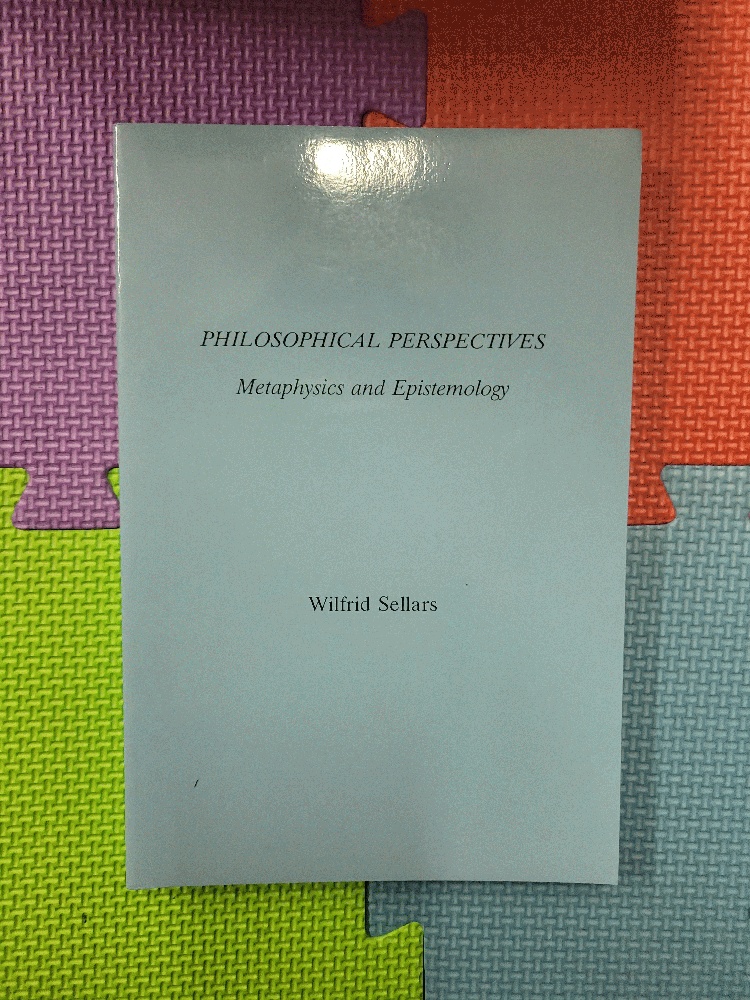 PHILOSOPHICAL PERSPECTIVES
Metaphysics and Epistemology
Wilfrid Sellars